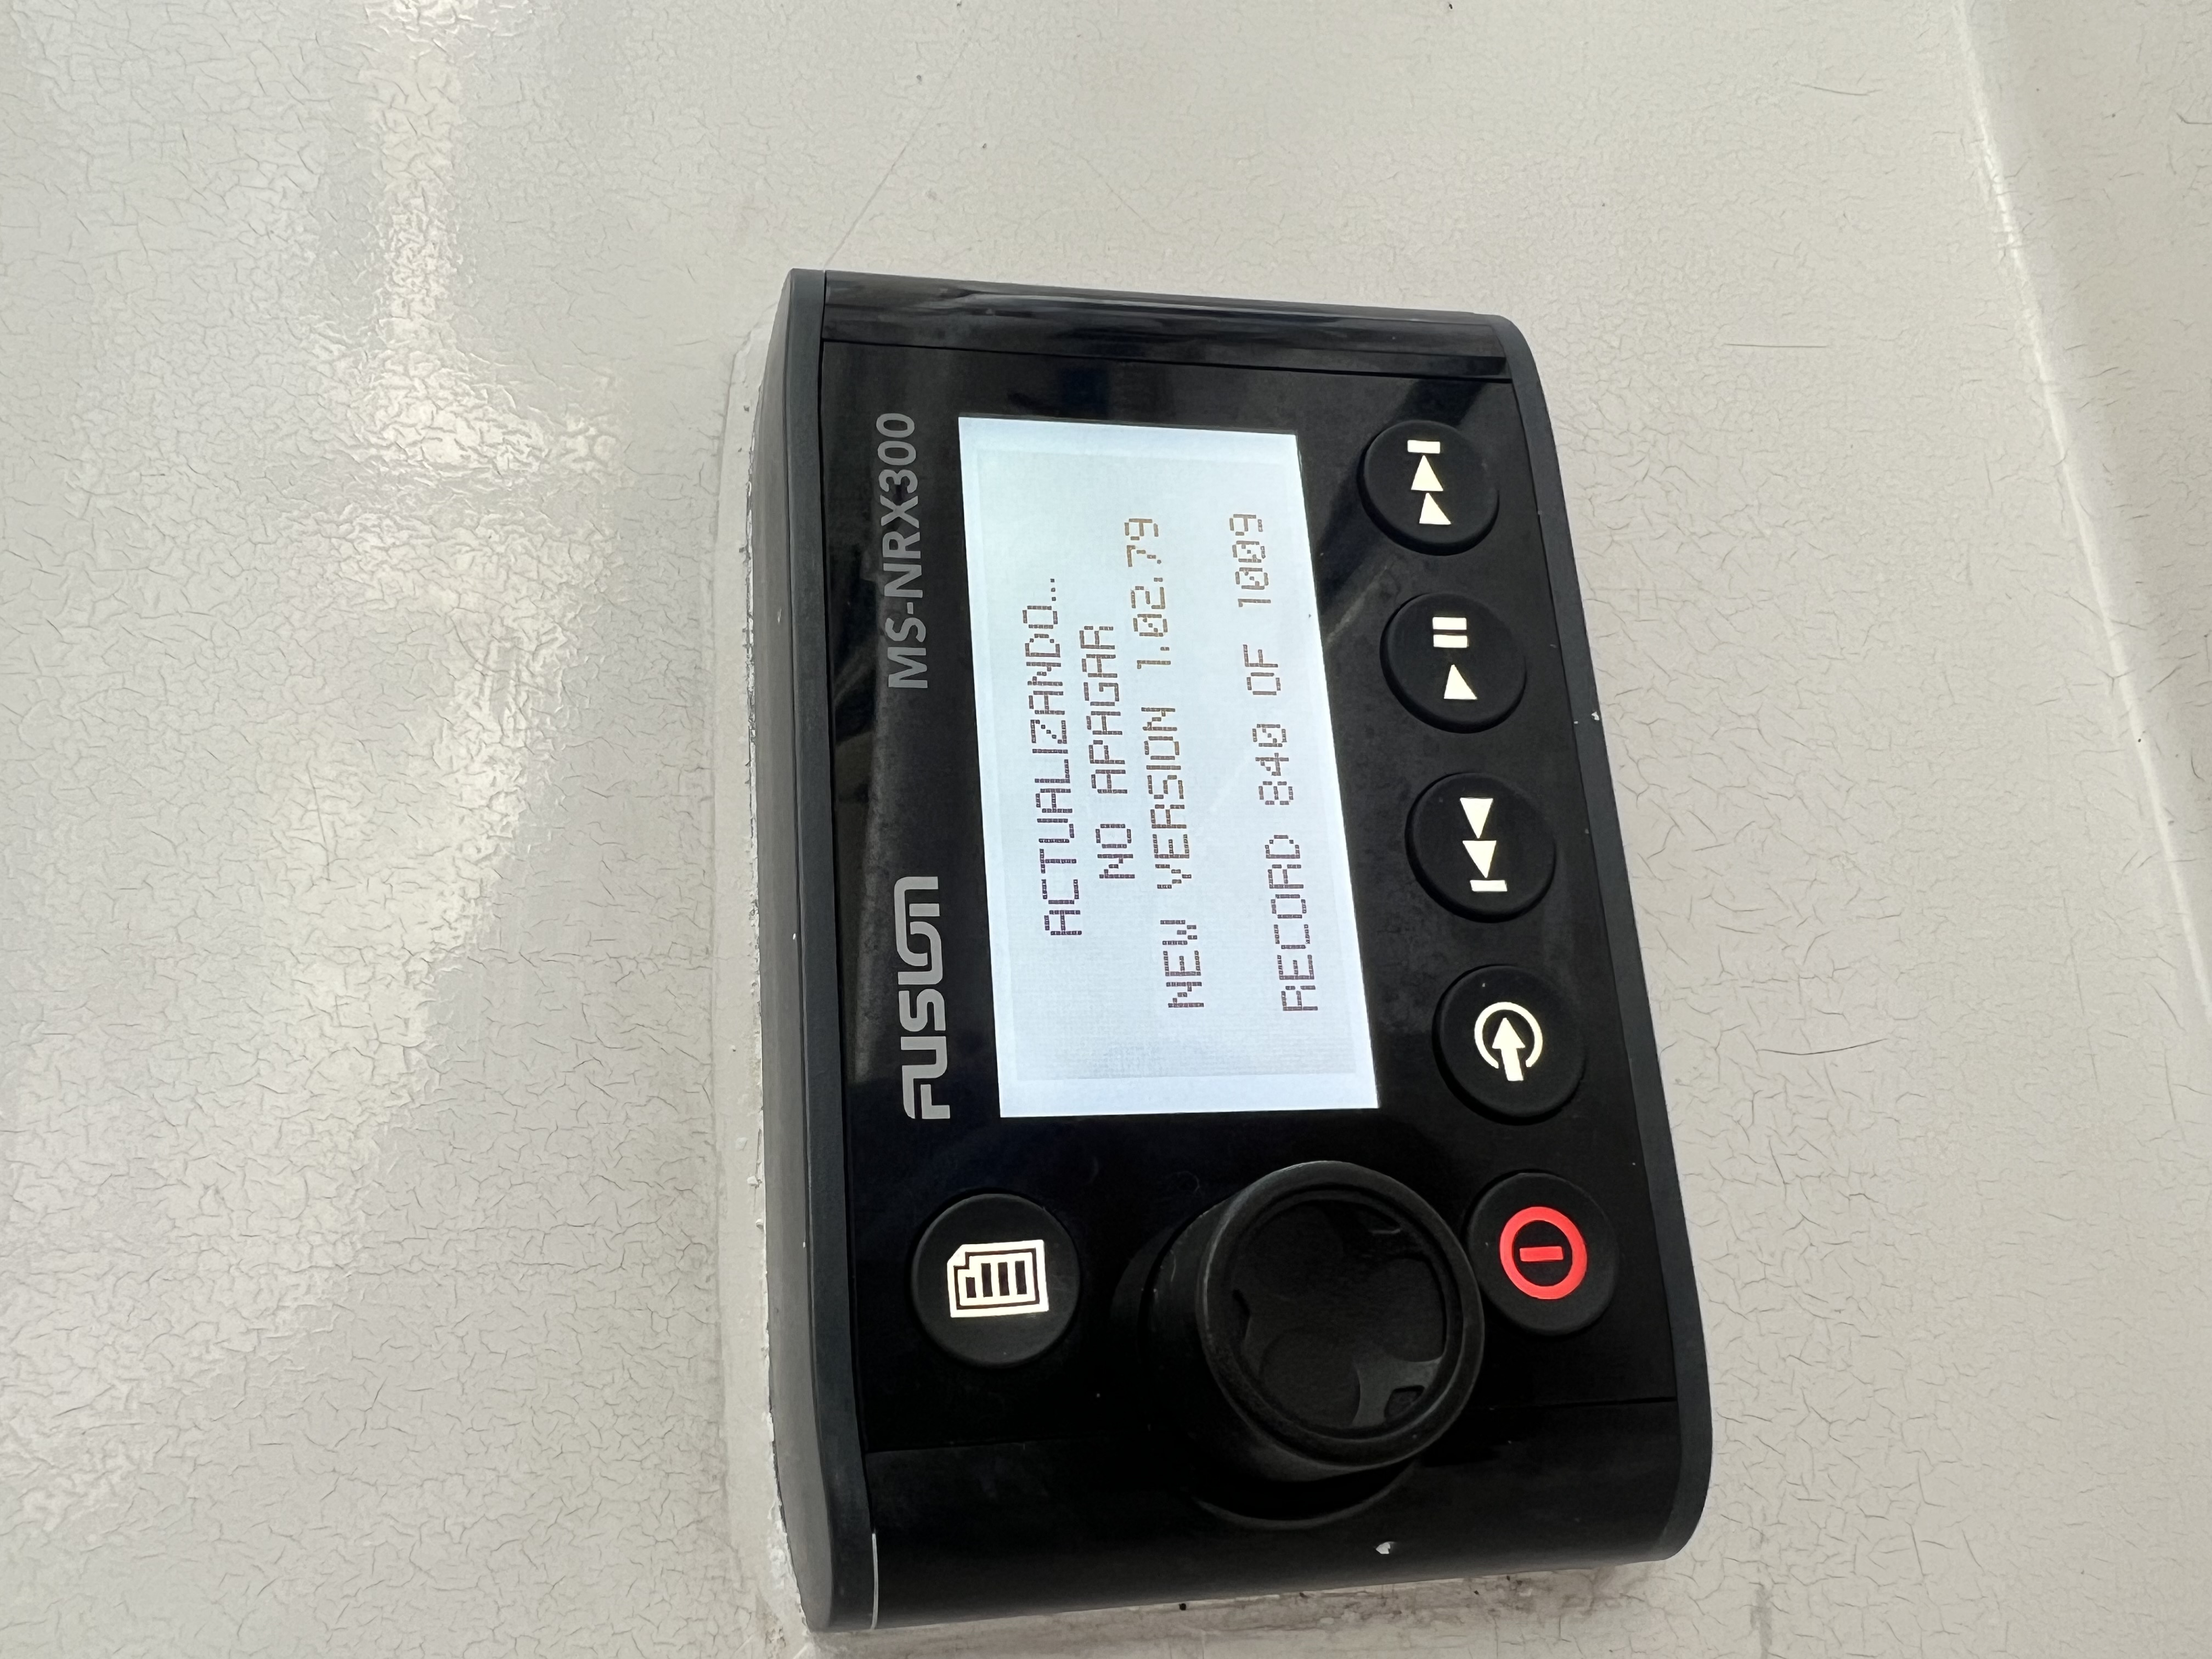 FUSION MS-NRX300
ACTUALIZANDO...
NO APAGAR
NEW VERSION 1.02.79
RECORD 840 OF 1009